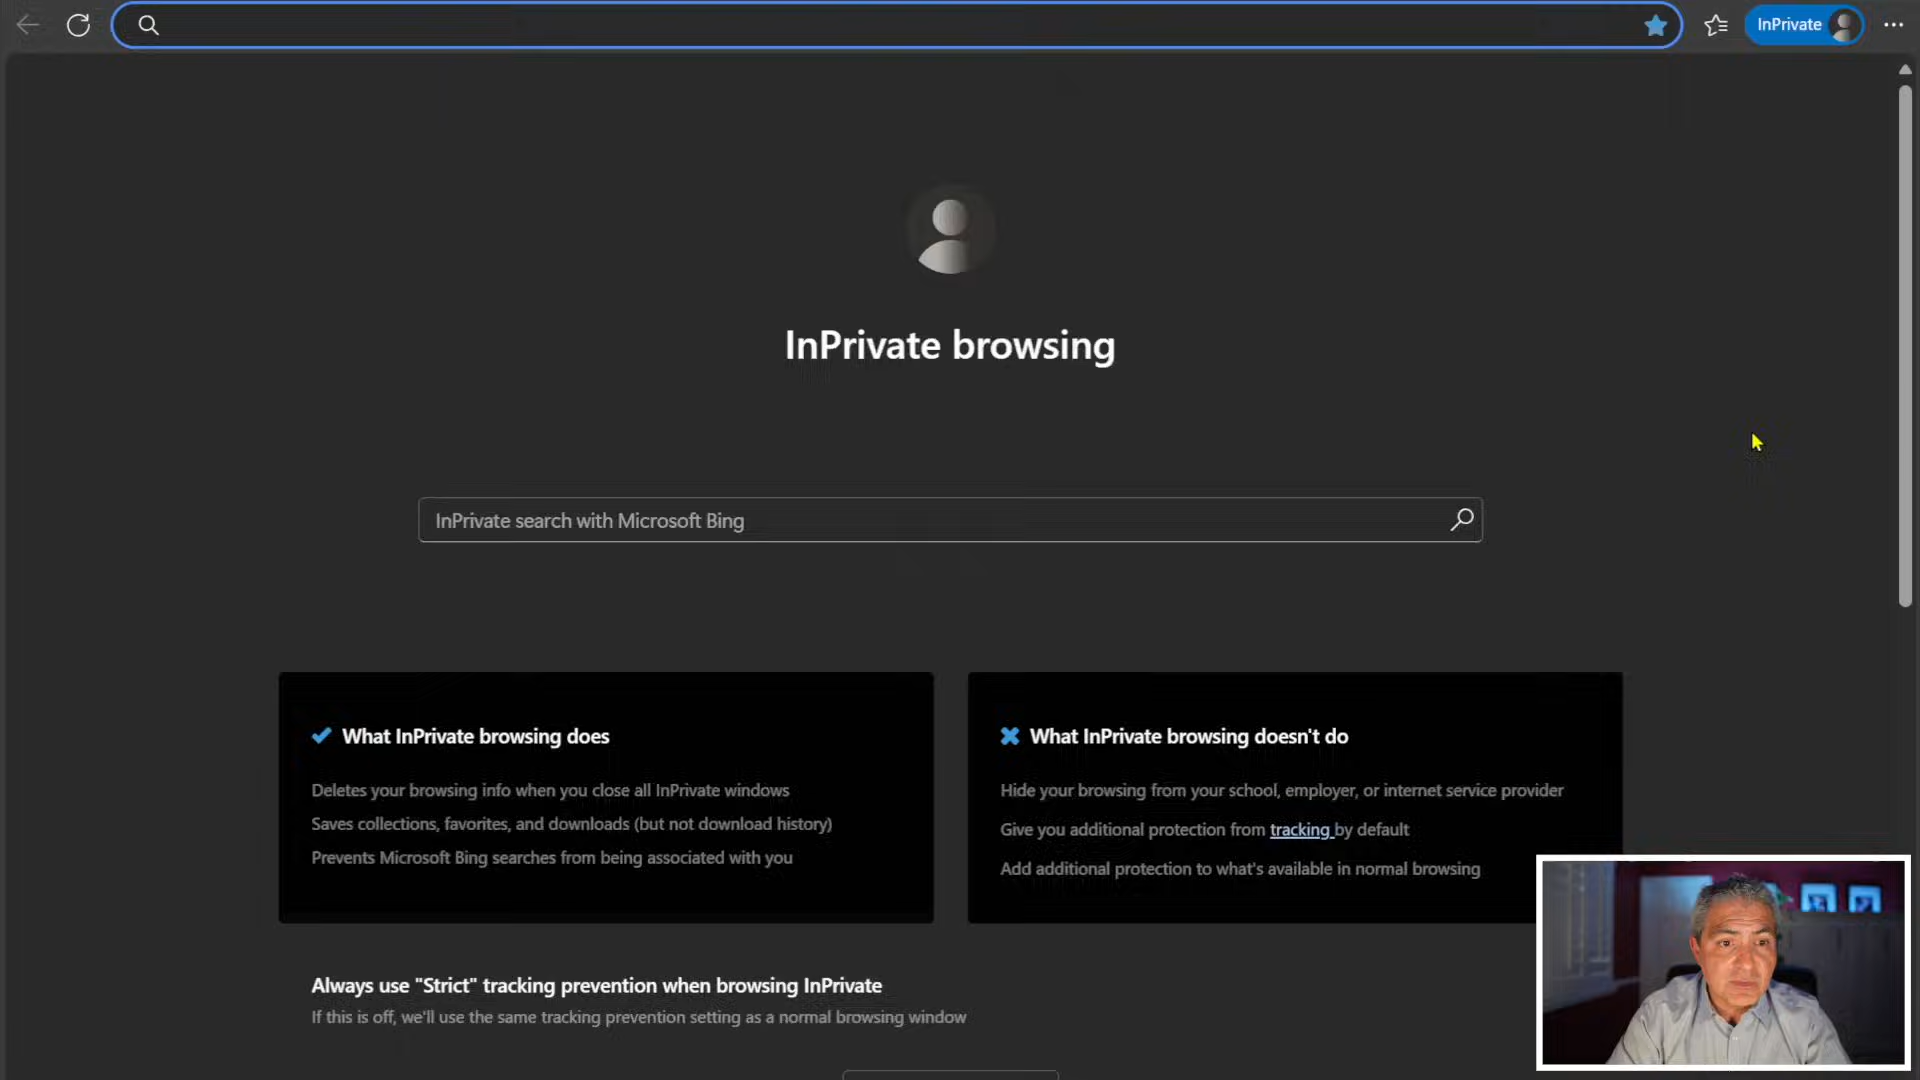 InPrivate
InPrivate browsing
InPrivate search with Microsoft Bing
What InPrivate browsing does
Deletes your browsing info when you close all InPrivate windows
Saves collections, favorites, and downloads (but not download history)
Prevents Microsoft Bing searches from being associated with you
What InPrivate browsing doesn't do
Hide your browsing from your school, employer, or internet service provider
Give you additional protection from tracking by default
Add additional protection to what's available in normal browsing
Always use "Strict" tracking prevention when browsing InPrivate
If this is off, we'll use the same tracking prevention setting as a normal browsing window